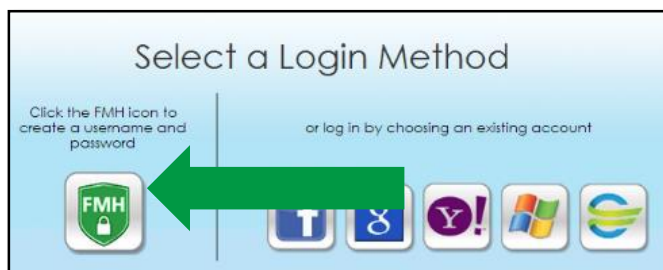 Select a Login Method
Click the FMH icon to
create a username and
password
or log in by choosing an existing account
FMH
f
8
Y!